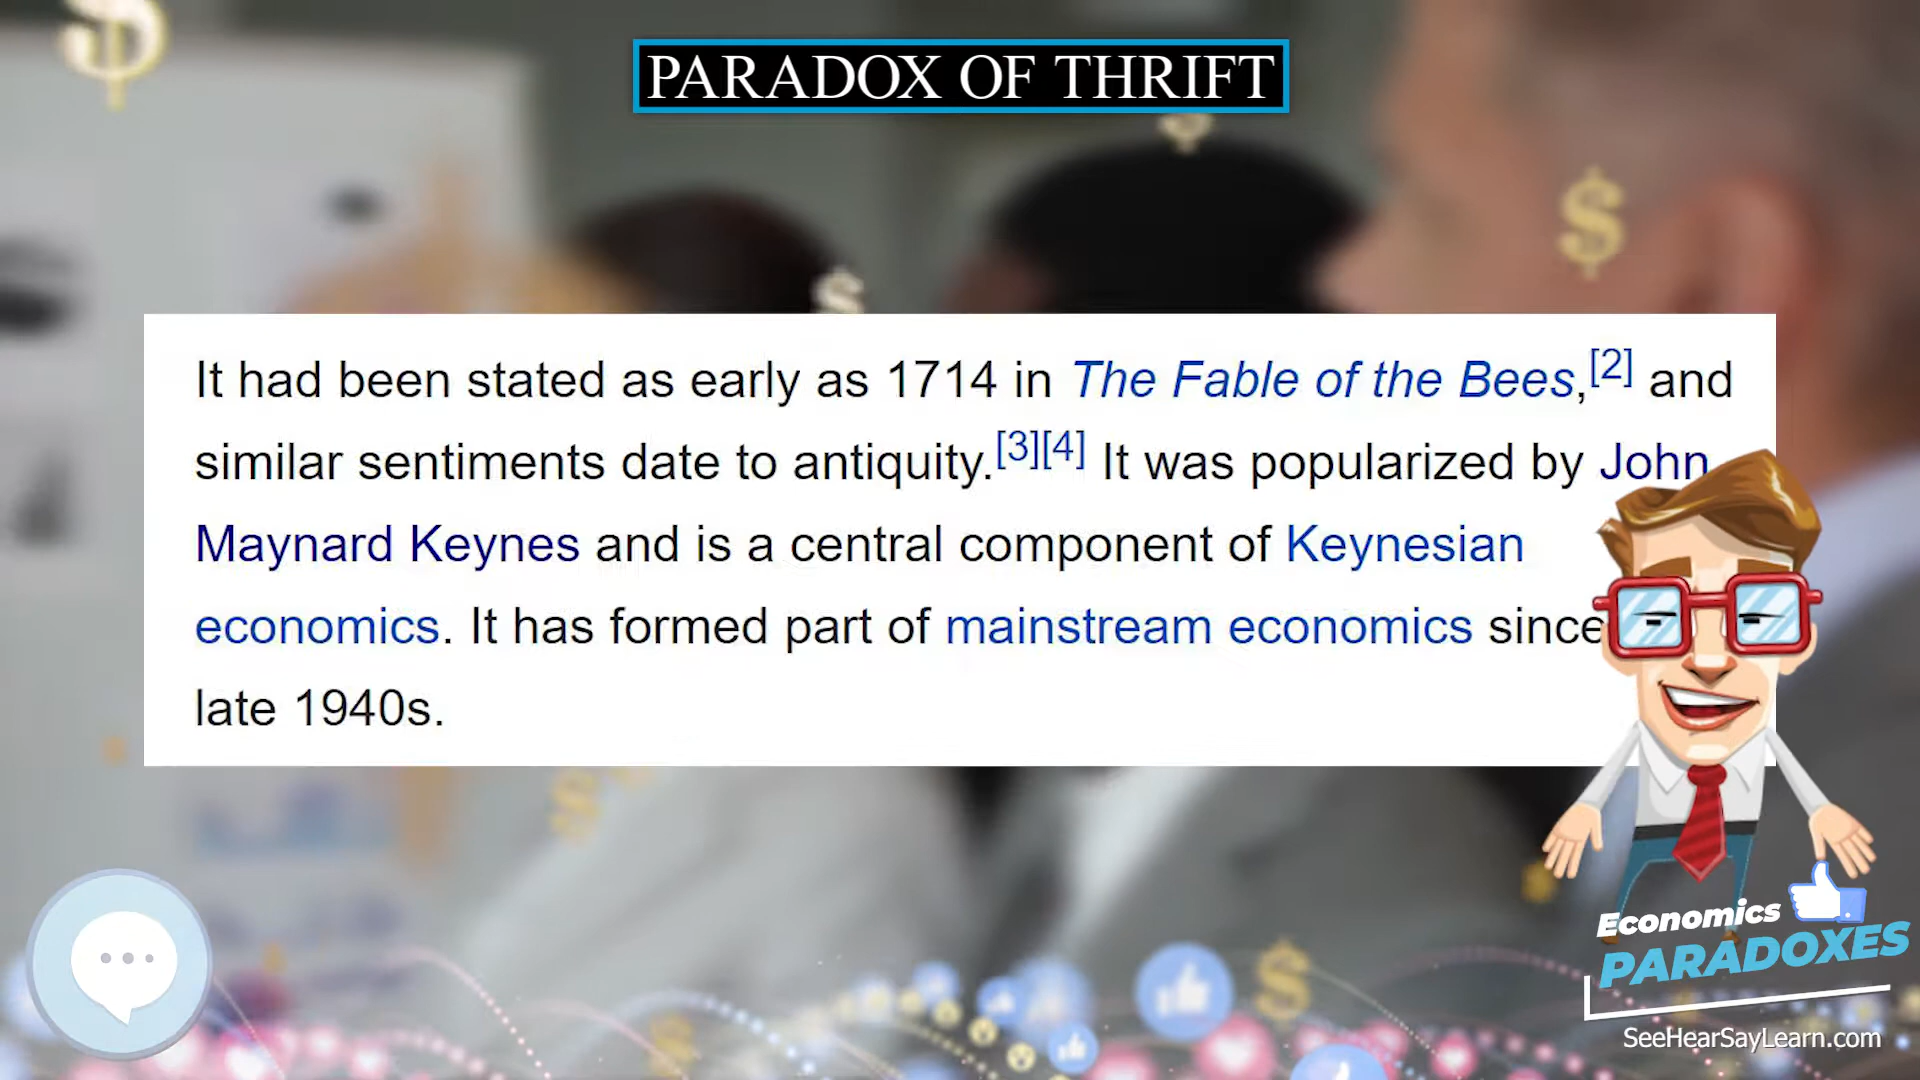 PARADOX OF THRIFT
It had been stated as early as 1714 in The Fable of the Bees,[2] and
similar sentiments date to antiquity.[3][4] It was popularized by John
Maynard Keynes and is a central component of Keynesian
economics. It has formed part of mainstream economics since
late 1940s.
Economics
PARADOXES
SeeHearSayLearn.com